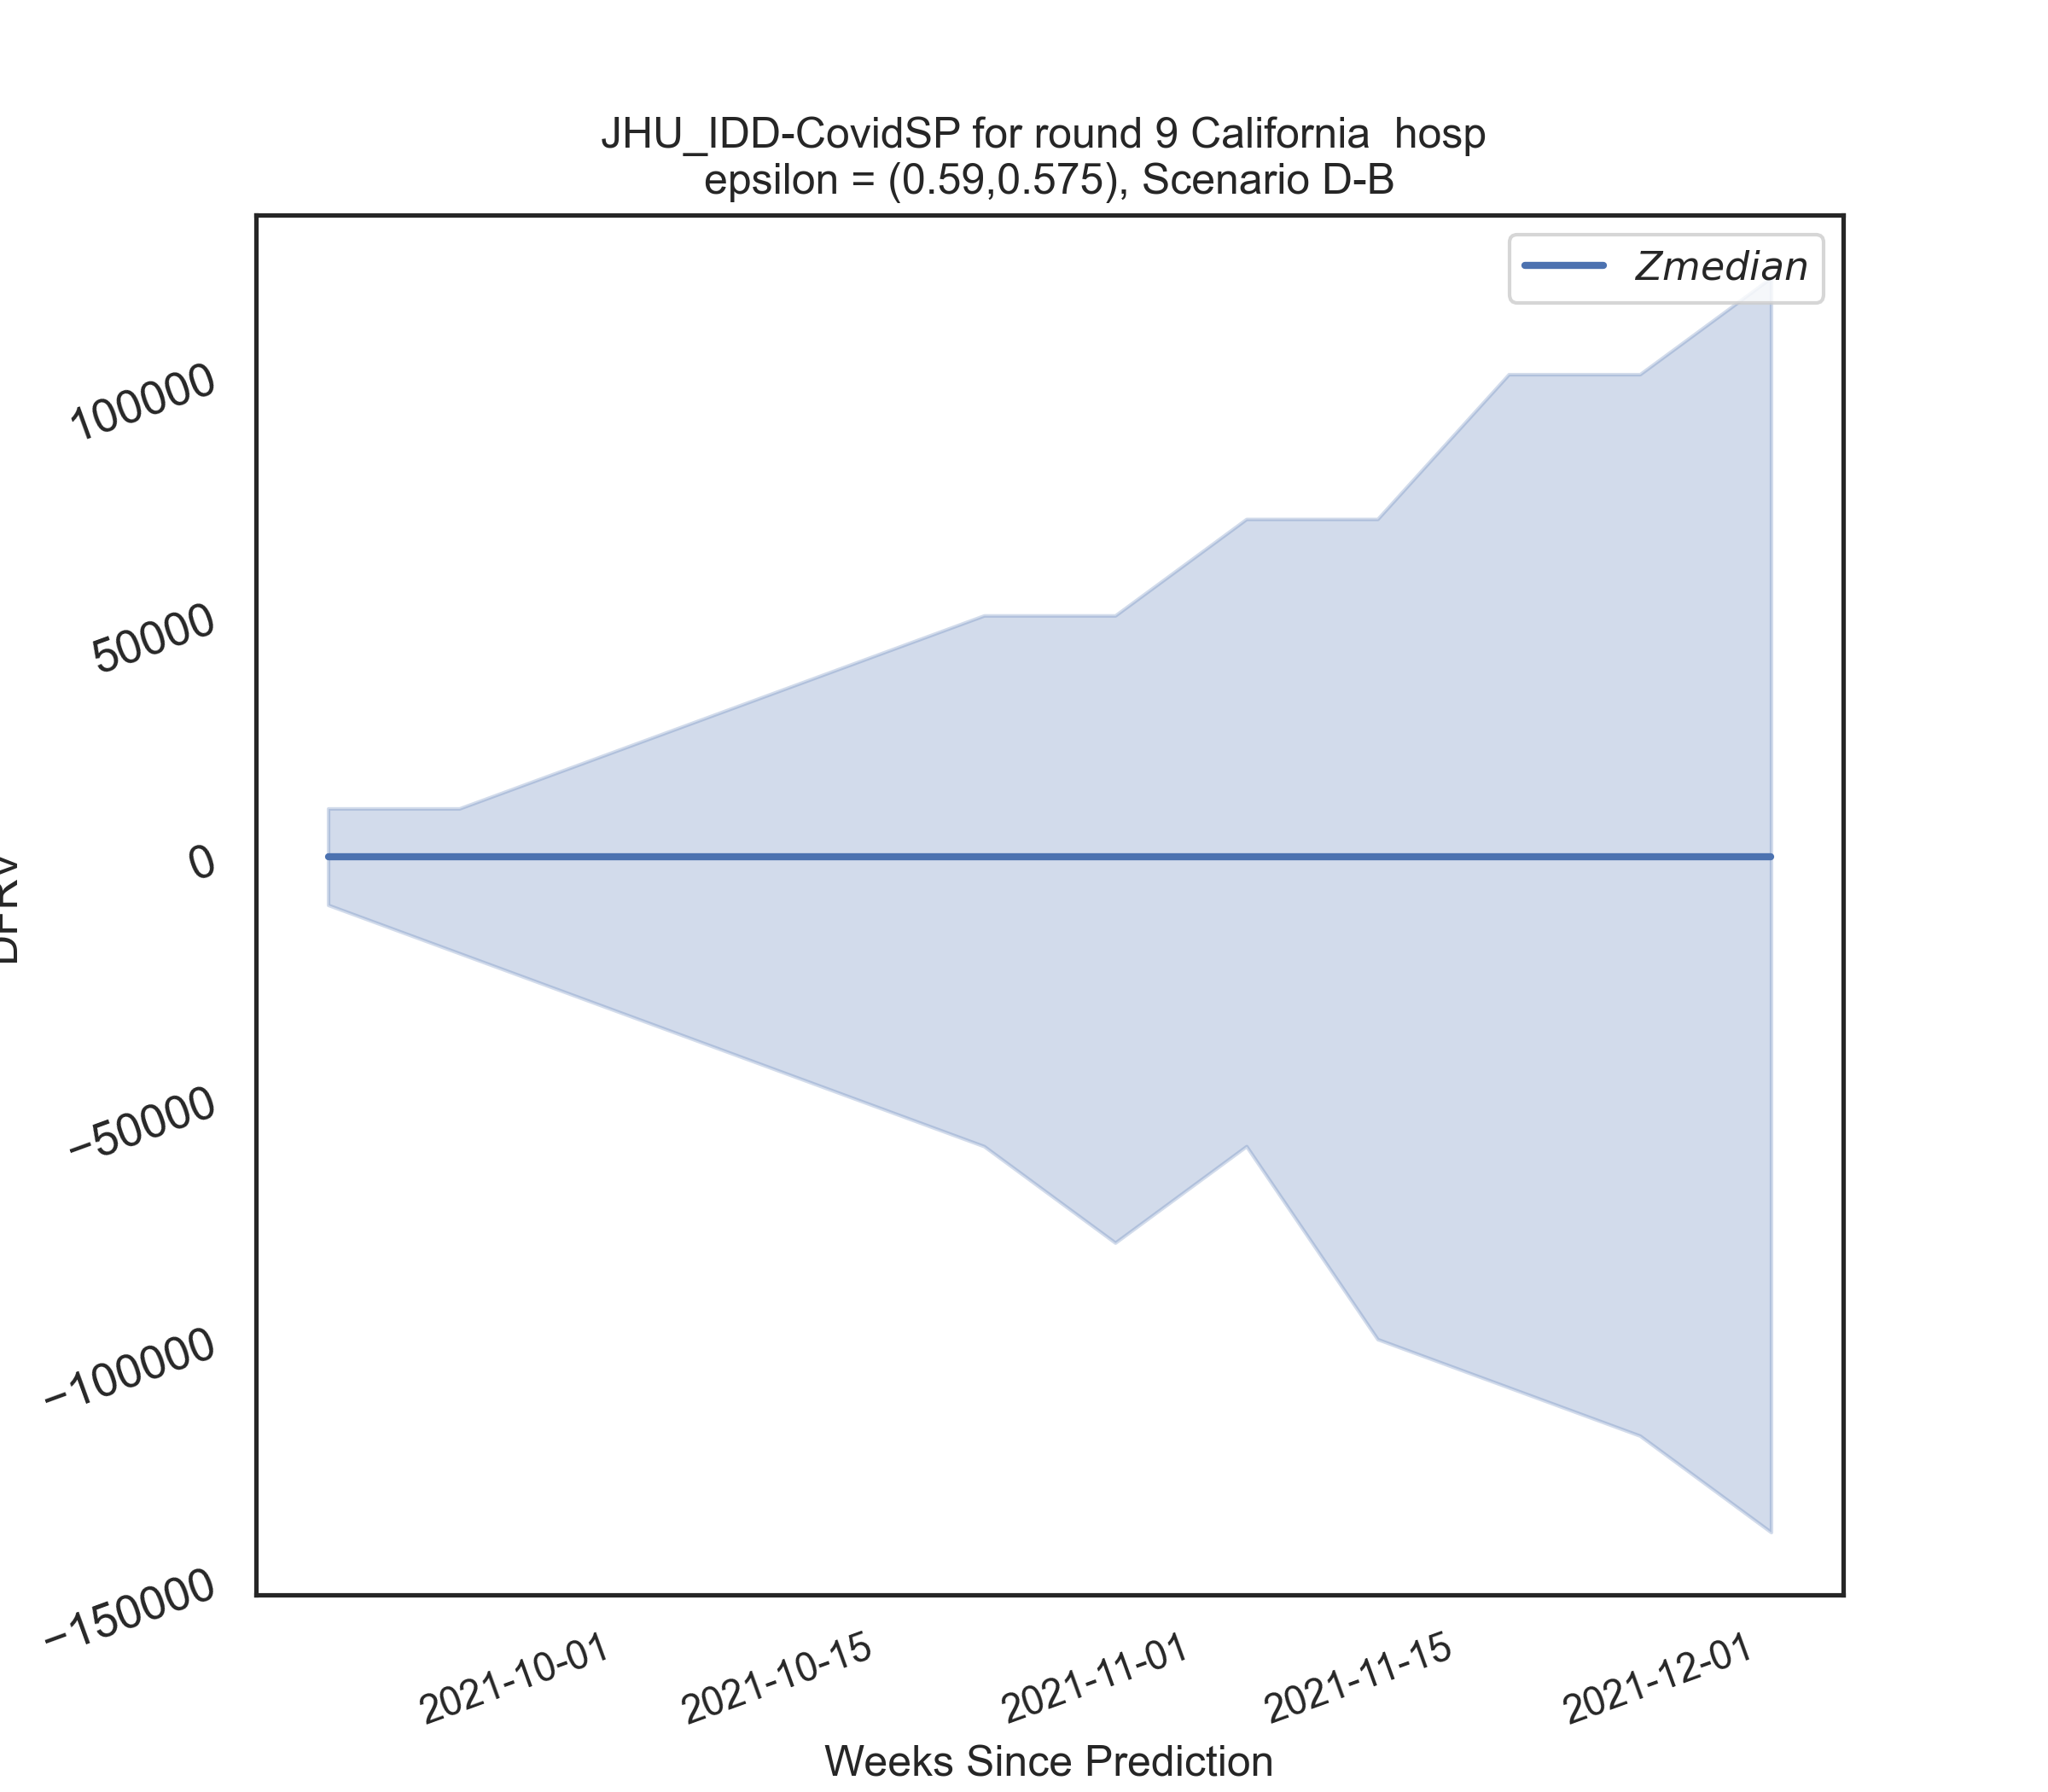 JHU_IDD-CovidSP for round 9 California  hosp
epsilon = (0.59,0.575), Scenario D-B
Zmedian
100000
50000
0
−50000
−100000
−150000
2021-10-01
2021-10-15
2021-11-01
2021-11-15
2021-12-01
Weeks Since Prediction